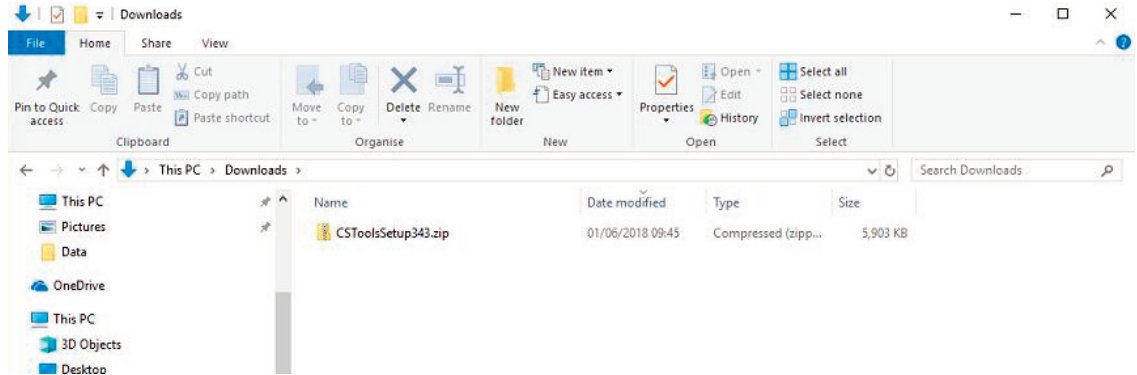 Downloads
File Home Share View
Pin to Quick access Copy Paste Cut Copy path Paste shortcut
Move to Copy to Delete Rename
New folder New item Easy access
Properties Open Edit History
Select all Select none Invert selection
Clipboard Organise New Open Select
This PC > Downloads >
Search Downloads
This PC
Pictures
Data
OneDrive
This PC
3D Objects
Desktop
Name Date modified Type Size
CSToolsSetup343.zip 01/06/2018 09:45 Compressed (zipp... 5,903 KB